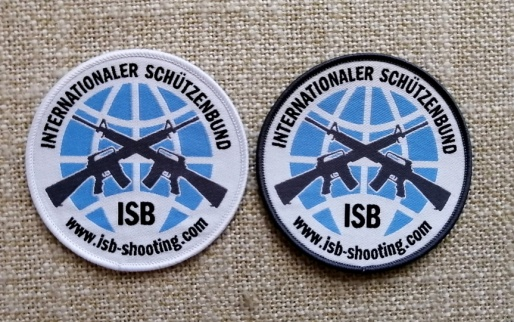 INTERNATIONALER SCHÜTZENBUND
ISB
www.isb-shooting.com
INTERNATIONALER SCHÜTZENBUND
ISB
www.isb-shooting.com